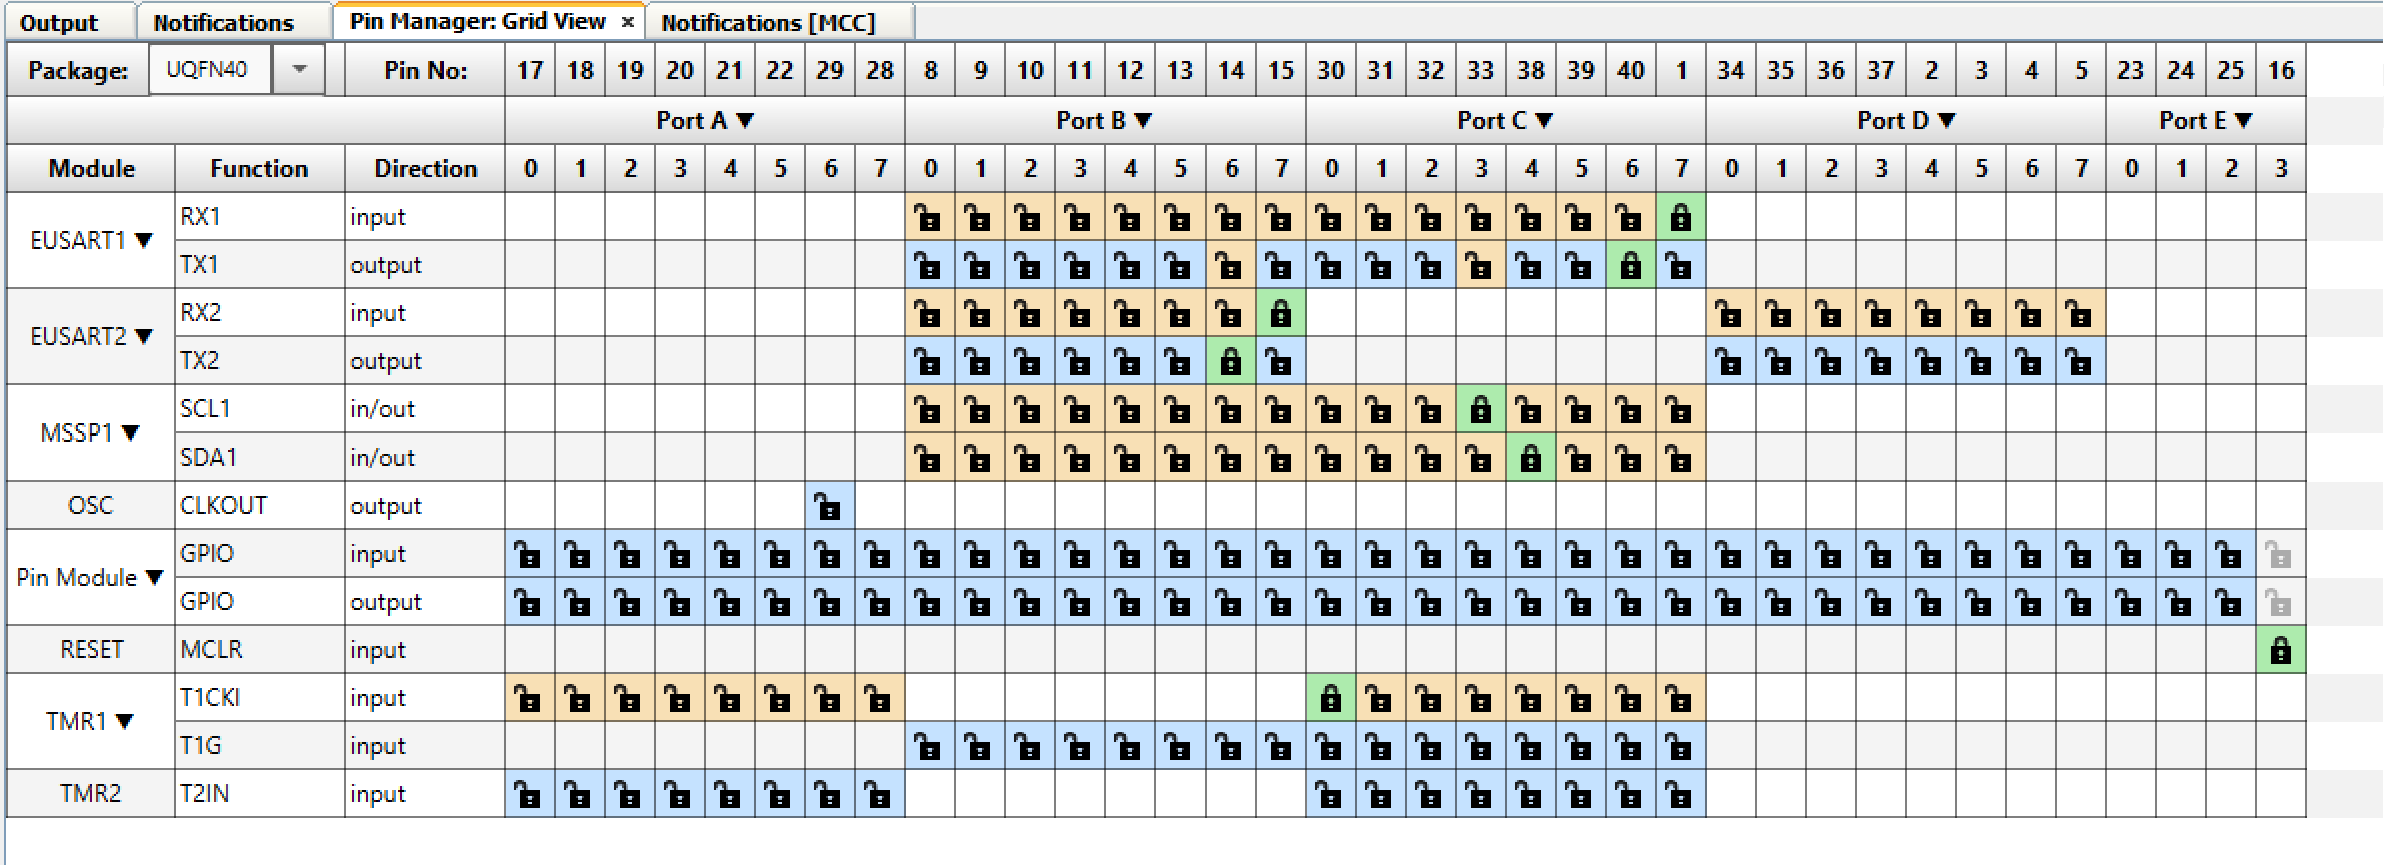 Output Notifications Pin Manager: Grid View × Notifications [MCC]
Package: UQFN40 Pin No: 17 18 19 20 21 22 29 28 8 9 10 11 12 13 14 15 30 31 32 33 38 39 40 1 34 35 36 37 2 3 4 5 23 24 25 16
Port A ▼ Port B ▼ Port C ▼ Port D ▼ Port E ▼
Module Function Direction 0 1 2 3 4 5 6 7 0 1 2 3 4 5 6 7 0 1 2 3 4 5 6 7 0 1 2 3 4 5 6 7 0 1 2 3
EUSART1 ▼ RX1 input
TX1 output
EUSART2 ▼ RX2 input
TX2 output
MSSP1 ▼ SCL1 in/out
SDA1 in/out
OSC CLKOUT output
Pin Module ▼ GPIO input
GPIO output
RESET MCLR input
TMR1 ▼ T1CKI input
T1G input
TMR2 T2IN input